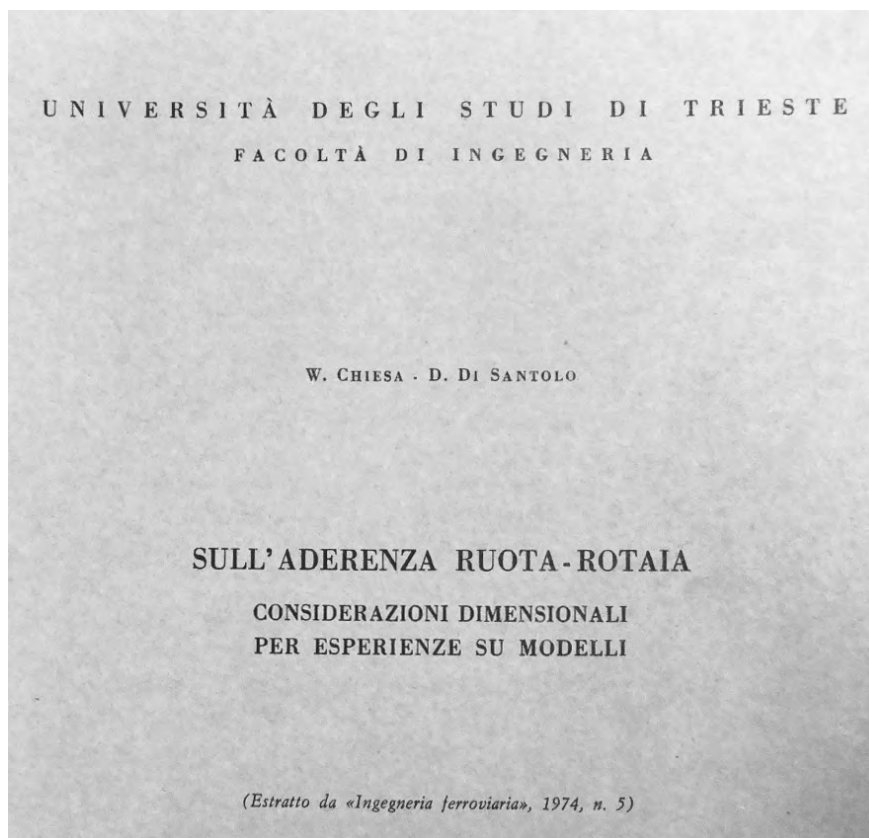 UNIVERSITÀ DEGLI STUDI DI TRIESTE
FACOLTÀ DI INGEGNERIA
W. CHIESA - D. DI SANTOLO
SULL'ADERENZA RUOTA-ROTAIA
CONSIDERAZIONI DIMENSIONALI
PER ESPERIENZE SU MODELLI
(Estratto da «Ingegneria ferroviaria», 1974, n. 5)